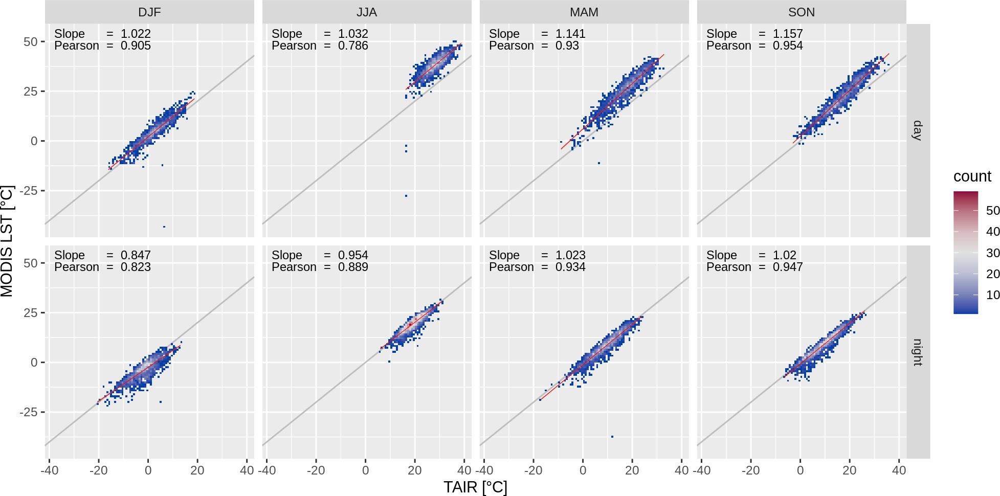 DJF JJA MAM SON
Slope = 1.022
Pearson = 0.905
Slope = 1.032
Pearson = 0.786
Slope = 1.141
Pearson = 0.93
Slope = 1.157
Pearson = 0.954
50
25
0
-25
day
Slope = 0.847
Pearson = 0.823
Slope = 0.954
Pearson = 0.889
Slope = 1.023
Pearson = 0.934
Slope = 1.02
Pearson = 0.947
50
25
0
-25
night
MODIS LST [°C]
-40 -20 0 20 40 -40 -20 0 20 40 -40 -20 0 20 40 -40 -20 0 20 40
TAIR [°C]
count
50
40
30
20
10